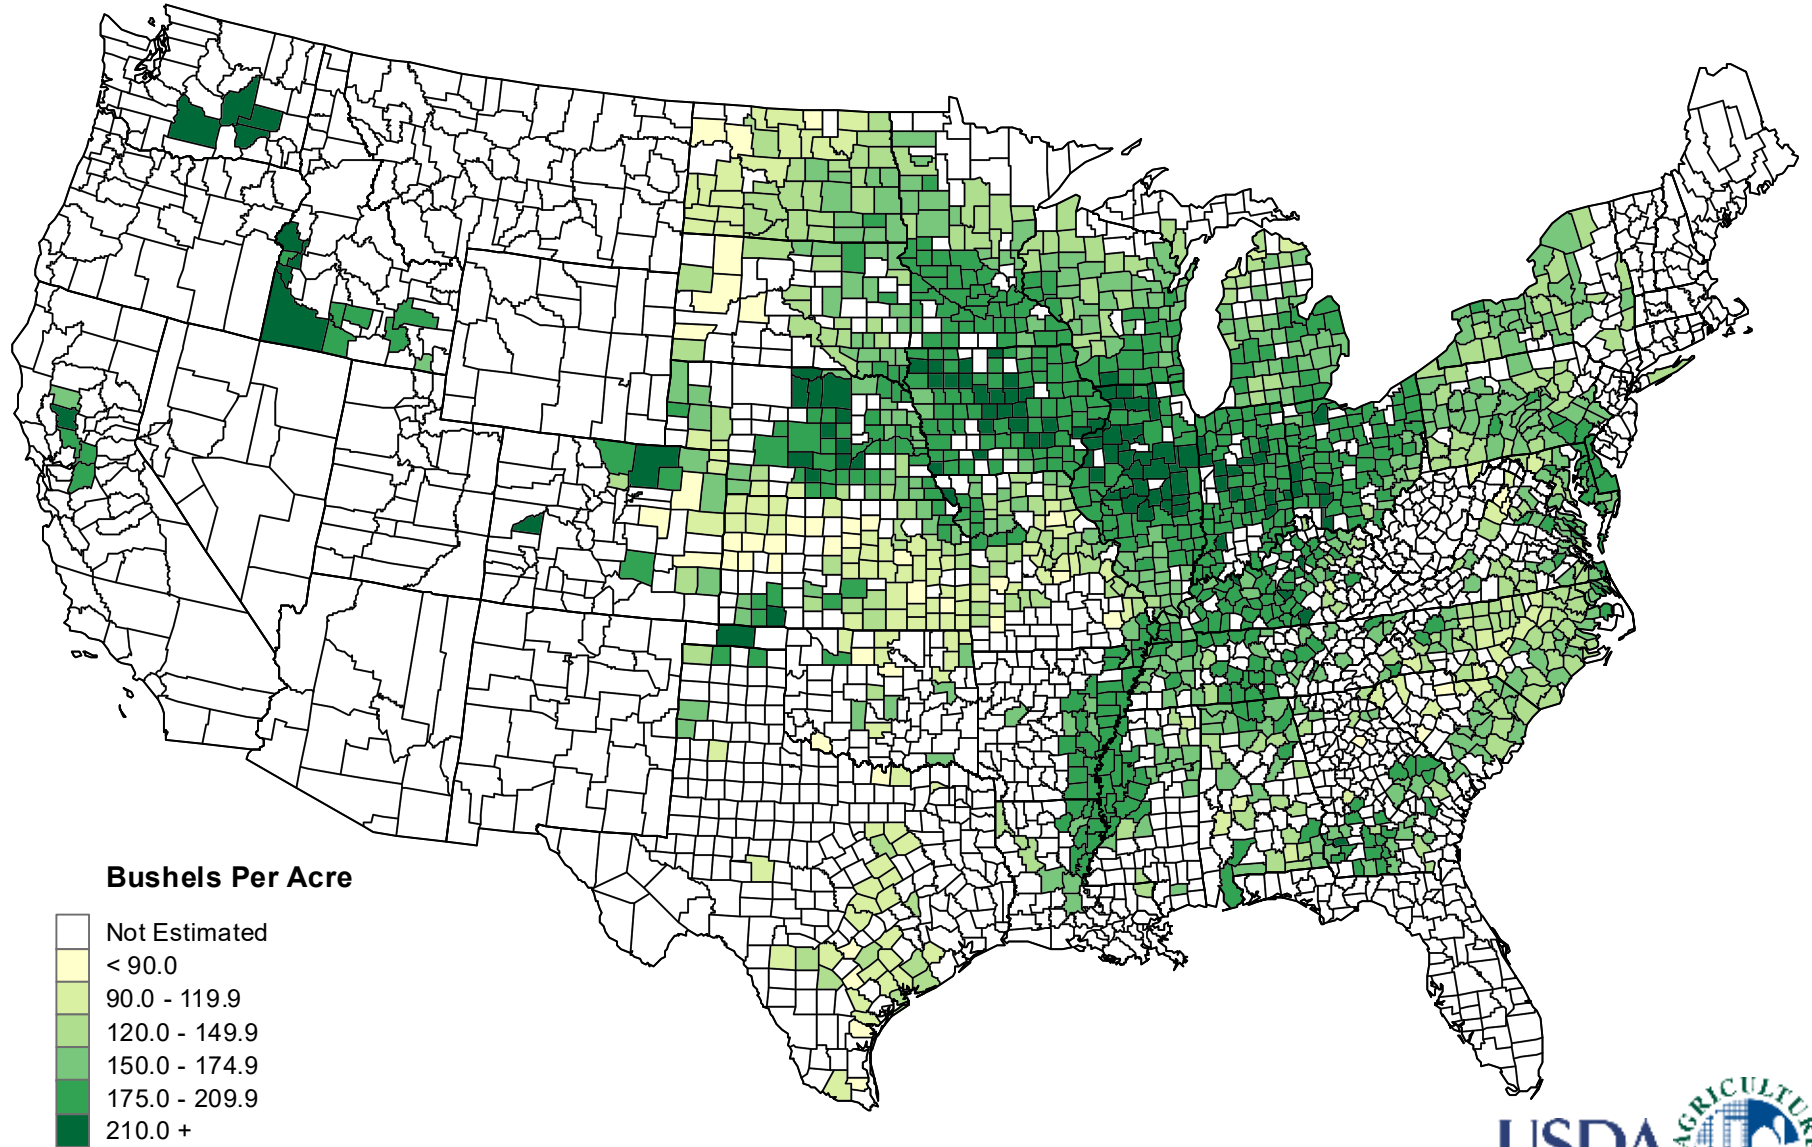 Bushels Per Acre
Not Estimated
< 90.0
90.0 - 119.9
120.0 - 149.9
150.0 - 174.9
175.0 - 209.9
210.0 +
USDA
AGRICULTURE